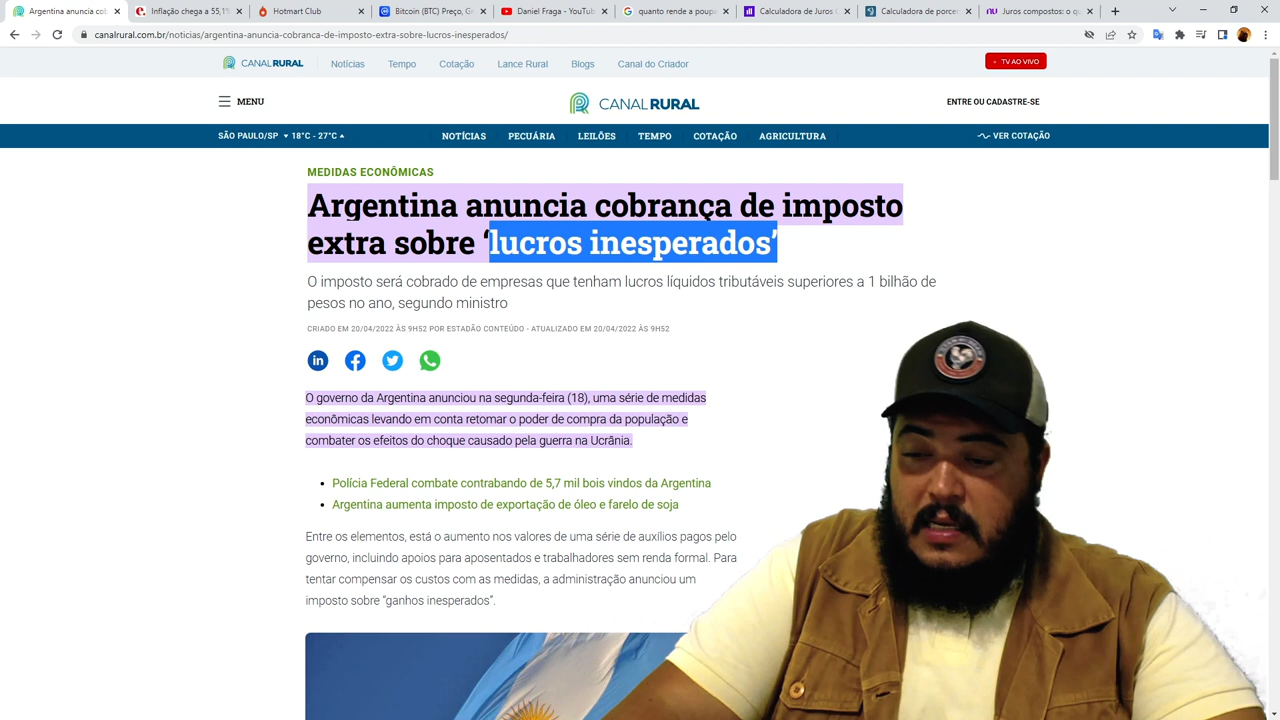 Argentina anuncia cob
Inflação chega a 55,1%
Hotmart Club
Bitcoin (BTC) Preço, Gr
Daniel Fraga - YouTub
quanto rende a poupe
Calculadora de Juros C
Calculadora de porcer
Juros compostos: o qu
canalrural.com.br/noticias/argentina-anuncia-cobranca-de-imposto-extra-sobre-lucros-inesperados/
CANAL RURAL
Notícias
Tempo
Cotação
Lance Rural
Blogs
Canal do Criador
TV AO VIVO
MENU
CANAL RURAL
ENTRE OU CADASTRE-SE
SÃO PAULO/SP 18°C - 27°C
NOTÍCIAS
PECUÁRIA
LEILÕES
TEMPO
COTAÇÃO
AGRICULTURA
VER COTAÇÃO
MEDIDAS ECONÔMICAS
Argentina anuncia cobrança de imposto
extra sobre ‘lucros inesperados’
O imposto será cobrado de empresas que tenham lucros líquidos tributáveis superiores a 1 bilhão de
pesos no ano, segundo ministro
CRIADO EM 20/04/2022 ÀS 9H52 POR ESTADÃO CONTEÚDO - ATUALIZADO EM 20/04/2022 ÀS 9H52
O governo da Argentina anunciou na segunda-feira (18), uma série de medidas
econômicas levando em conta retomar o poder de compra da população e
combater os efeitos do choque causado pela guerra na Ucrânia.
• Polícia Federal combate contrabando de 5,7 mil bois vindos da Argentina
• Argentina aumenta imposto de exportação de óleo e farelo de soja
Entre os elementos, está o aumento nos valores de uma série de auxílios pagos pelo
governo, incluindo apoios para aposentados e trabalhadores sem renda formal. Para
tentar compensar os custos com as medidas, a administração anunciou um
imposto sobre “ganhos inesperados”.